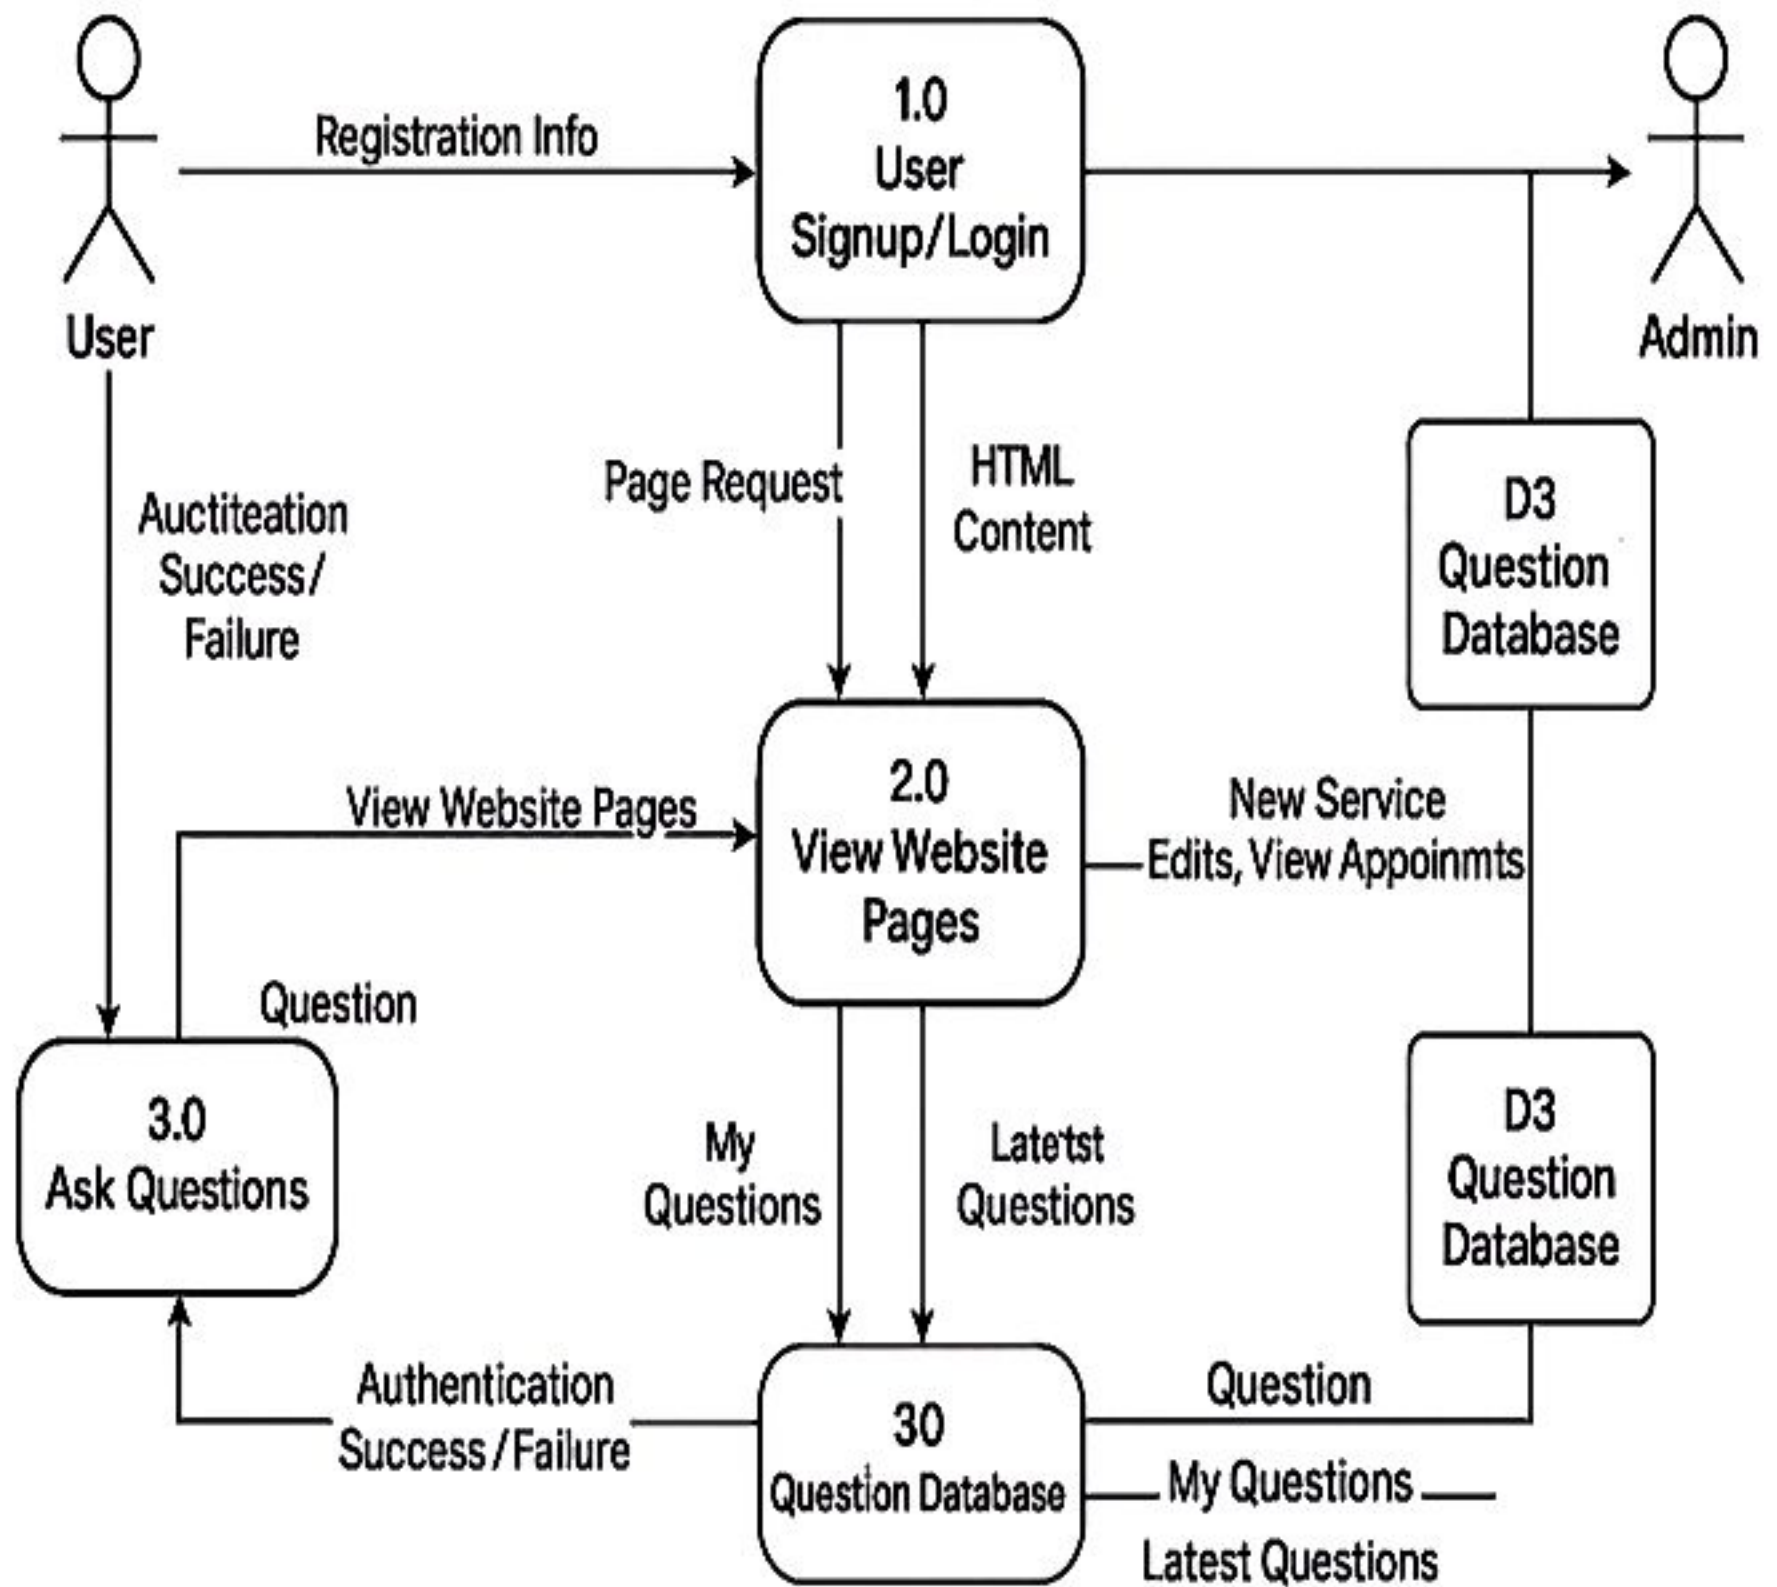 Registration Info
1.0
User
Signup/Login
User
Admin
Page Request
HTML
Content
Auctiteation
Success/
Failure
D3
Question
Database
View Website Pages
2.0
View Website
Pages
New Service
Edits, View Appoinmts
Question
3.0
Ask Questions
My
Questions
Late'tst
Questions
D3
Question
Database
Authentication
Success/Failure
30
Question Database
Question
My Questions
Latest Questions